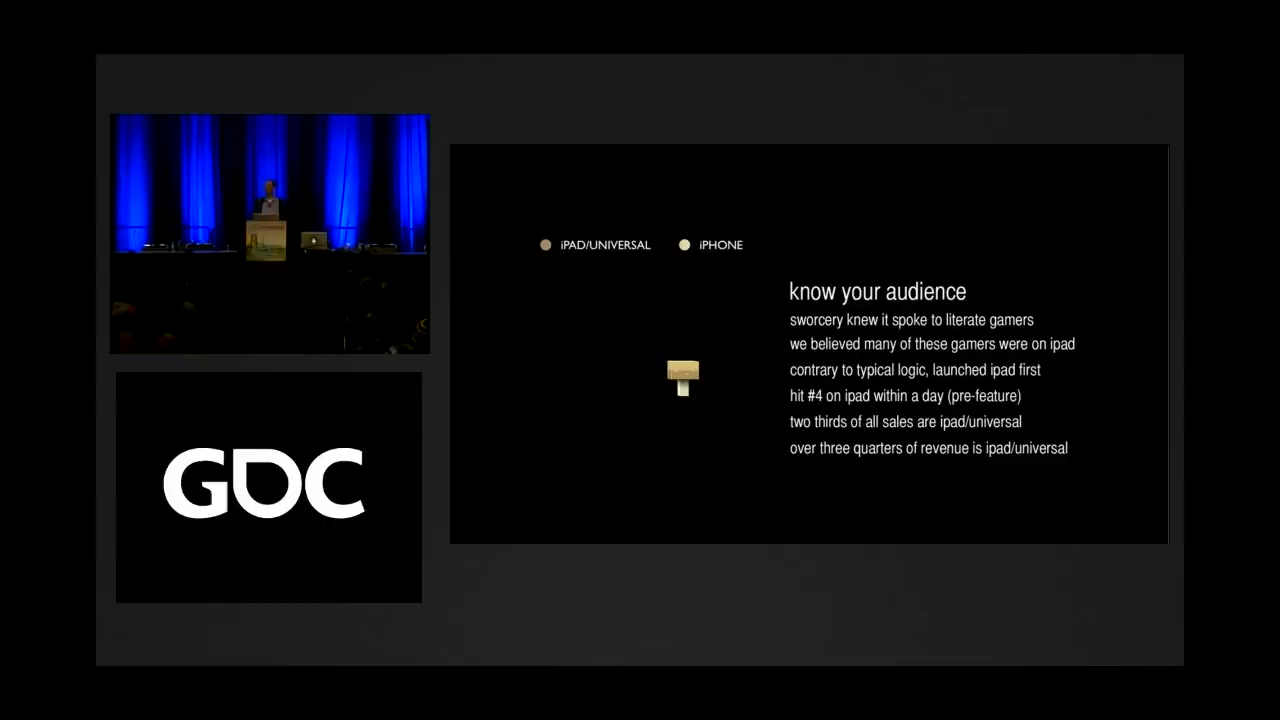 GDC
iPAD/UNIVERSAL
iPHONE
know your audience
sworcery knew it spoke to literate gamers
we believed many of these gamers were on ipad
contrary to typical logic, launched ipad first
hit #4 on ipad within a day (pre-feature)
two thirds of all sales are ipad/universal
over three quarters of revenue is ipad/universal